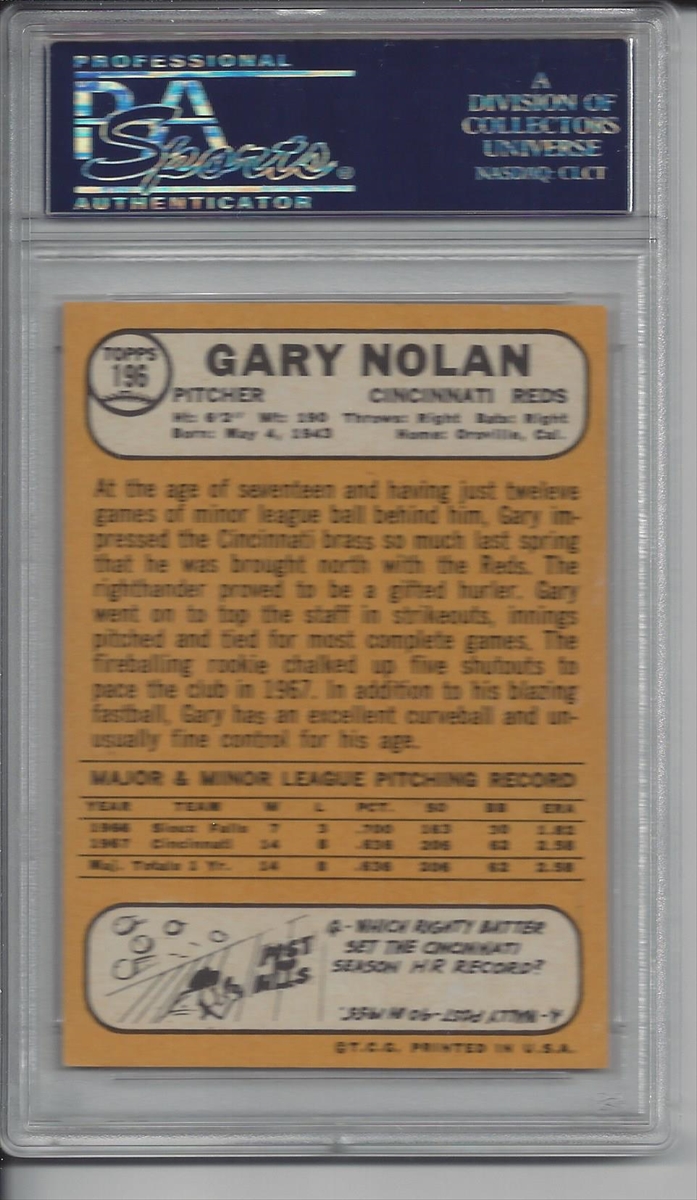 PROFESSIONAL
PSA
Sports®
AUTHENTICATOR
A
DIVISION OF
COLLECTORS
UNIVERSE
NASDAQ: CLCT
TOPPS
196
GARY NOLAN
PITCHER CINCINNATI REDS
Ht: 6'2" Wt: 190 Throws: Right Bats: Right
Born: May 4, 1943 Home: Oroville, Cal.
At the age of seventeen and having just tweleve
games of minor league ball behind him, Gary im-
pressed the Cincinnati brass so much last spring
that he was brought north with the Reds. The
righthander proved to be a gifted hurler. Gary
went on to top the staff in strikeouts, innings
pitched and tied for most complete games. The
fireballing rookie chalked up five shutouts to
pace the club in 1967. In addition to his blazing
fastball, Gary has an excellent curveball and un-
usually fine control for his age.
MAJOR & MINOR LEAGUE PITCHING RECORD
YEAR TEAM W L PCT. SO BB ERA
1966 Sioux Falls 7 3 .700 163 30 1.82
1967 Cincinnati 14 8 .636 206 62 2.58
Maj. Totals 1 Yr. 14 8 .636 206 62 2.58
Q-WHICH RIGHTY BATTER
SET THE CINCINNATI
SEASON HR RECORD?
A-WALLY POST-40 IN 1955.
©T.C.G. PRINTED IN U.S.A.